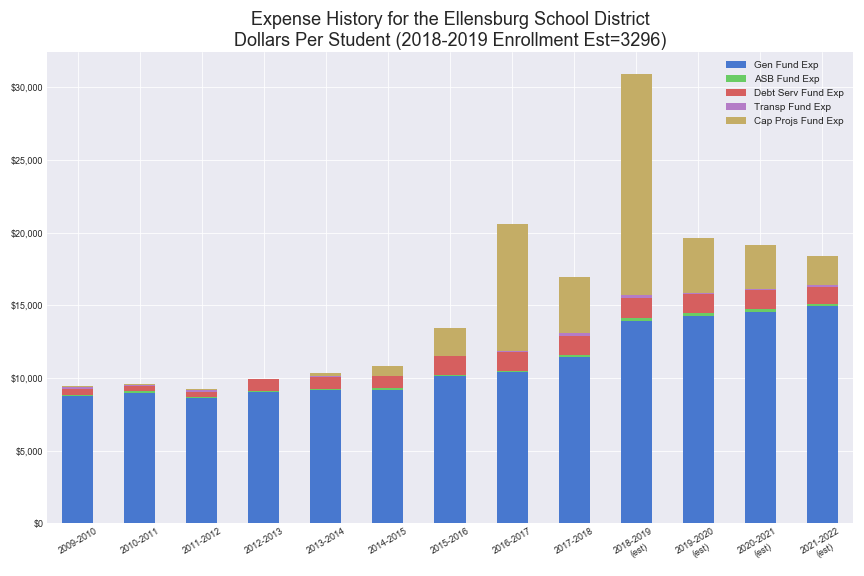 Expense History for the Ellensburg School District
Dollars Per Student (2018-2019 Enrollment Est=3296)
Gen Fund Exp
ASB Fund Exp
Debt Serv Fund Exp
Transp Fund Exp
Cap Projs Fund Exp
$30,000
$25,000
$20,000
$15,000
$10,000
$5,000
$0
2009-2010
2010-2011
2011-2012
2012-2013
2013-2014
2014-2015
2015-2016
2016-2017
2017-2018
2018-2019
(est)
2019-2020
(est)
2020-2021
(est)
2021-2022
(est)